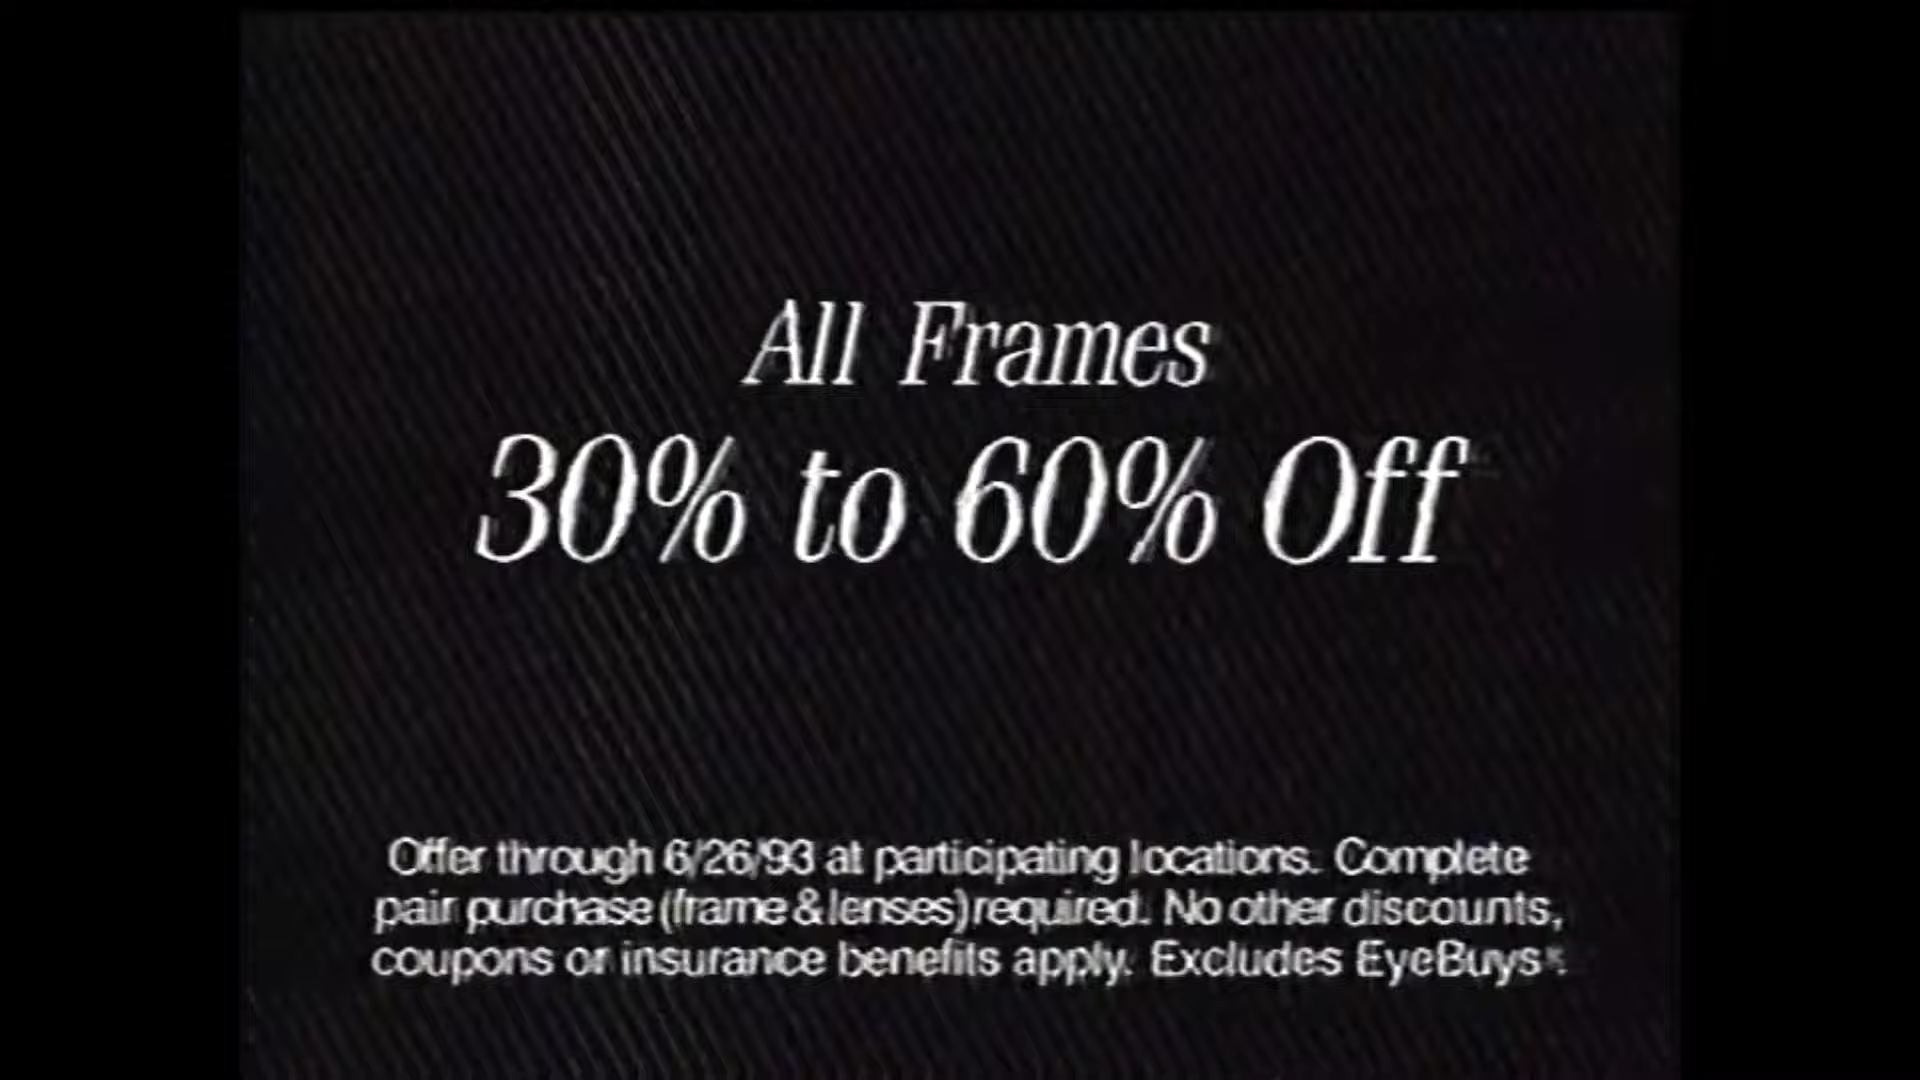 All Frames
30% to 60% Off
Offer through 6/26/93 at participating locations. Complete
pair purchase (frame & lenses) required. No other discounts,
coupons or insurance benefits apply. Excludes EyeBuys.